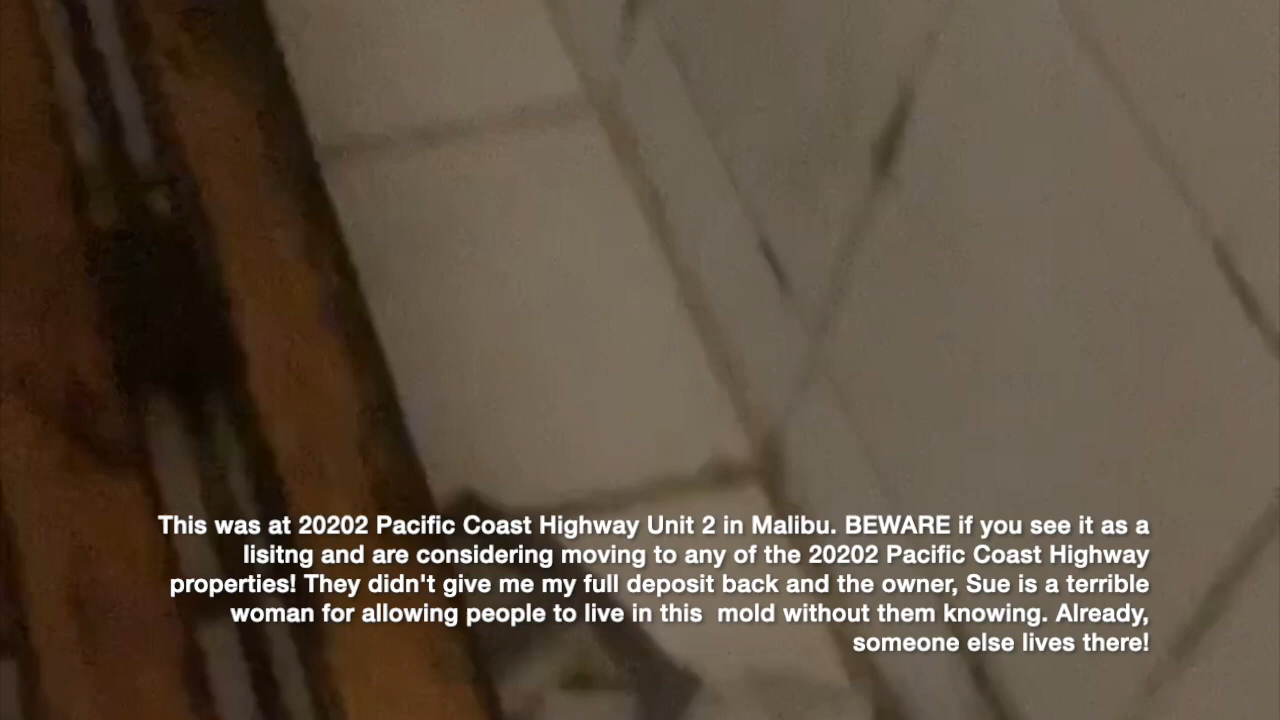 This was at 20202 Pacific Coast Highway Unit 2 in Malibu. BEWARE if you see it as a
lisitng and are considering moving to any of the 20202 Pacific Coast Highway
properties! They didn't give me my full deposit back and the owner, Sue is a terrible
woman for allowing people to live in this  mold without them knowing. Already,
someone else lives there!